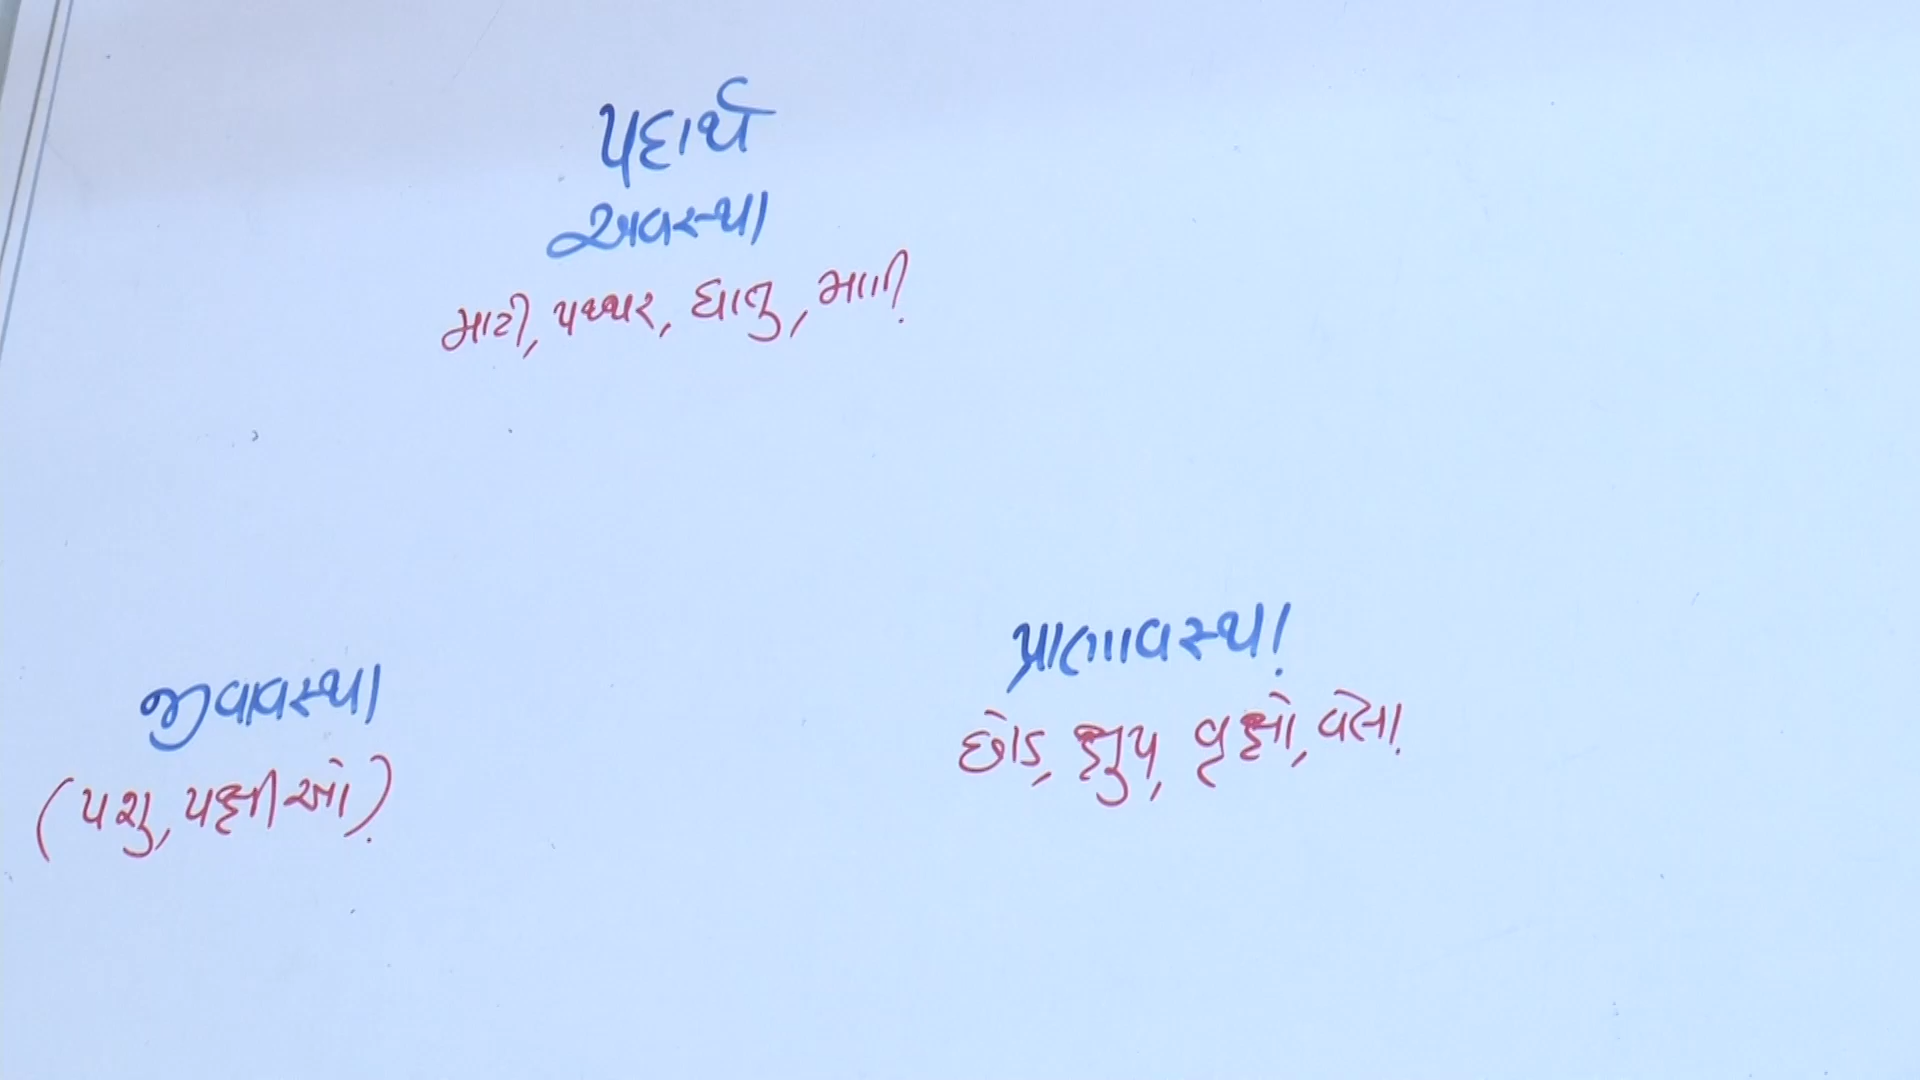 પદાર્થ
અવસ્થા
માટી, પથ્થર, ધાતુ, મણી.
પ્રાણાવસ્થા.
છોડ, ક્ષુપ, વૃક્ષો, વેલા.
જીવાવસ્થા
(પશુ, પક્ષીઓ).